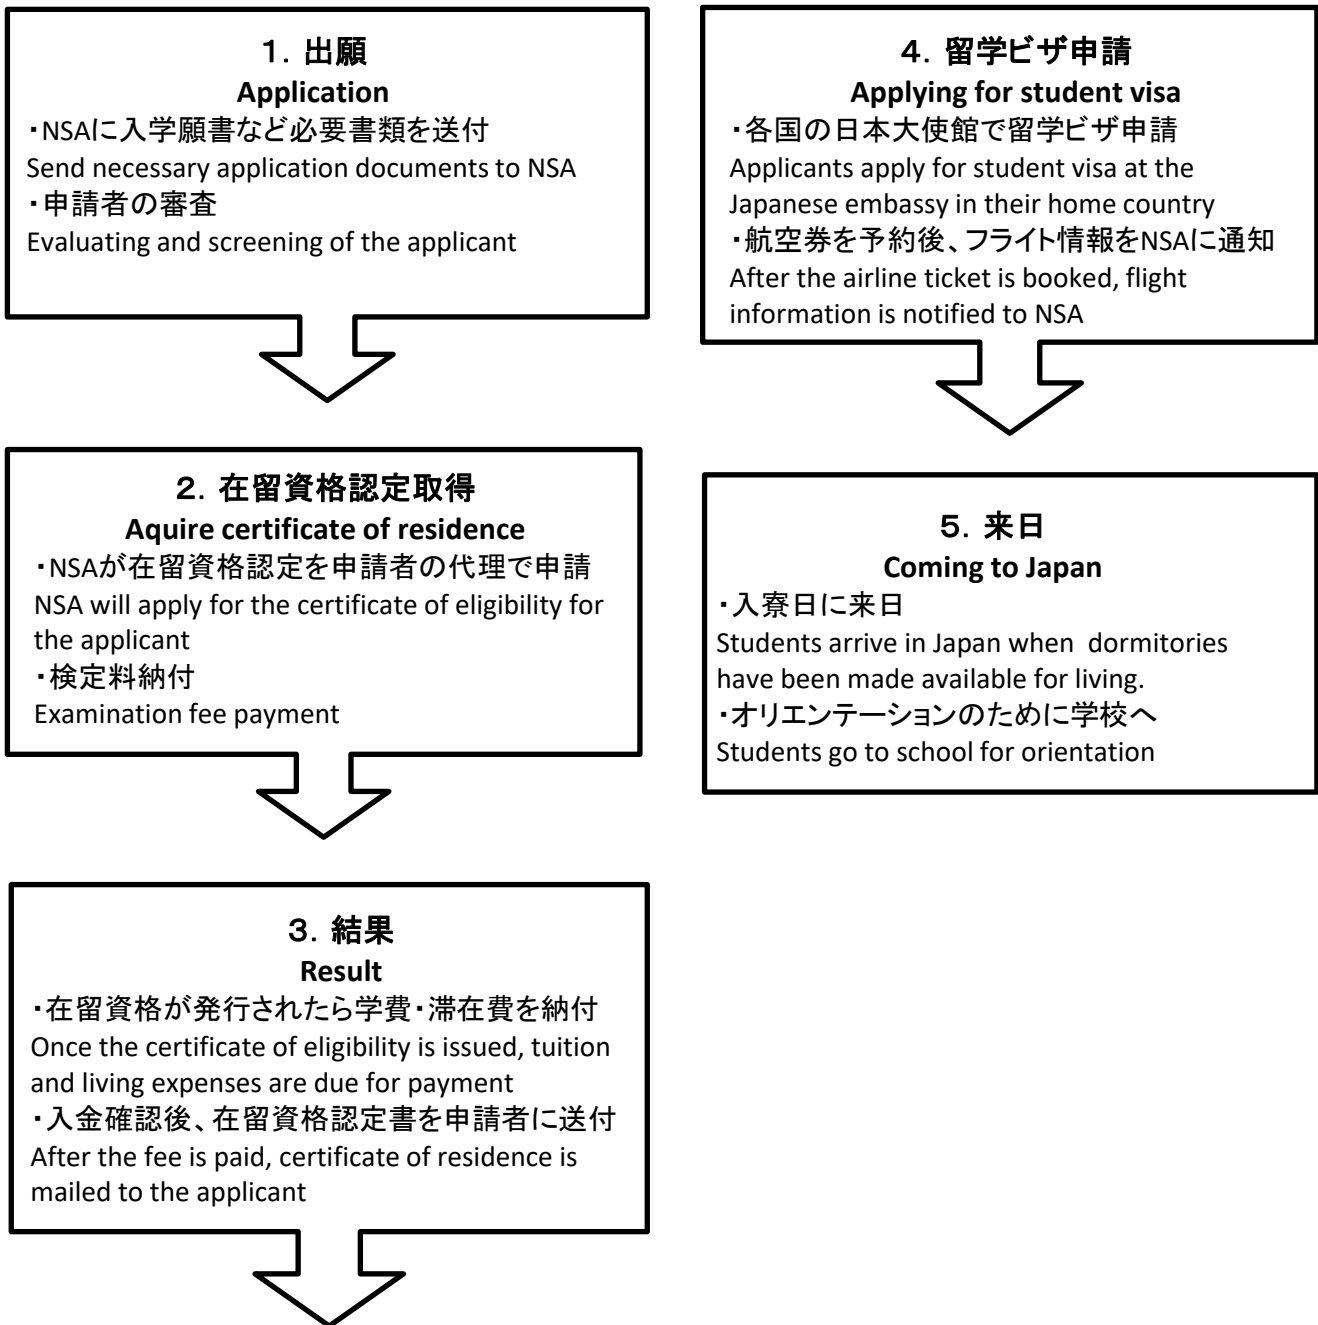 １．出願
Application
・NSAに入学願書など必要書類を送付
Send necessary application documents to NSA
・申請者の審査
Evaluating and screening of the applicant
２．在留資格認定取得
Aquire certificate of residence
・NSAが在留資格認定を申請者の代理で申請
NSA will apply for the certificate of eligibility for
the applicant
・検定料納付
Examination fee payment
３．結果
Result
・在留資格が発行されたら学費・滞在費を納付
Once the certificate of eligibility is issued, tuition
and living expenses are due for payment
・入金確認後、在留資格認定書を申請者に送付
After the fee is paid, certificate of residence is
mailed to the applicant
４．留学ビザ申請
Applying for student visa
・各国の日本大使館で留学ビザ申請
Applicants apply for student visa at the
Japanese embassy in their home country
・航空券を予約後、フライト情報をNSAに通知
After the airline ticket is booked, flight
information is notified to NSA
５．来日
Coming to Japan
・入寮日に来日
Students arrive in Japan when  dormitories
have been made available for living.
・オリエンテーションのために学校へ
Students go to school for orientation